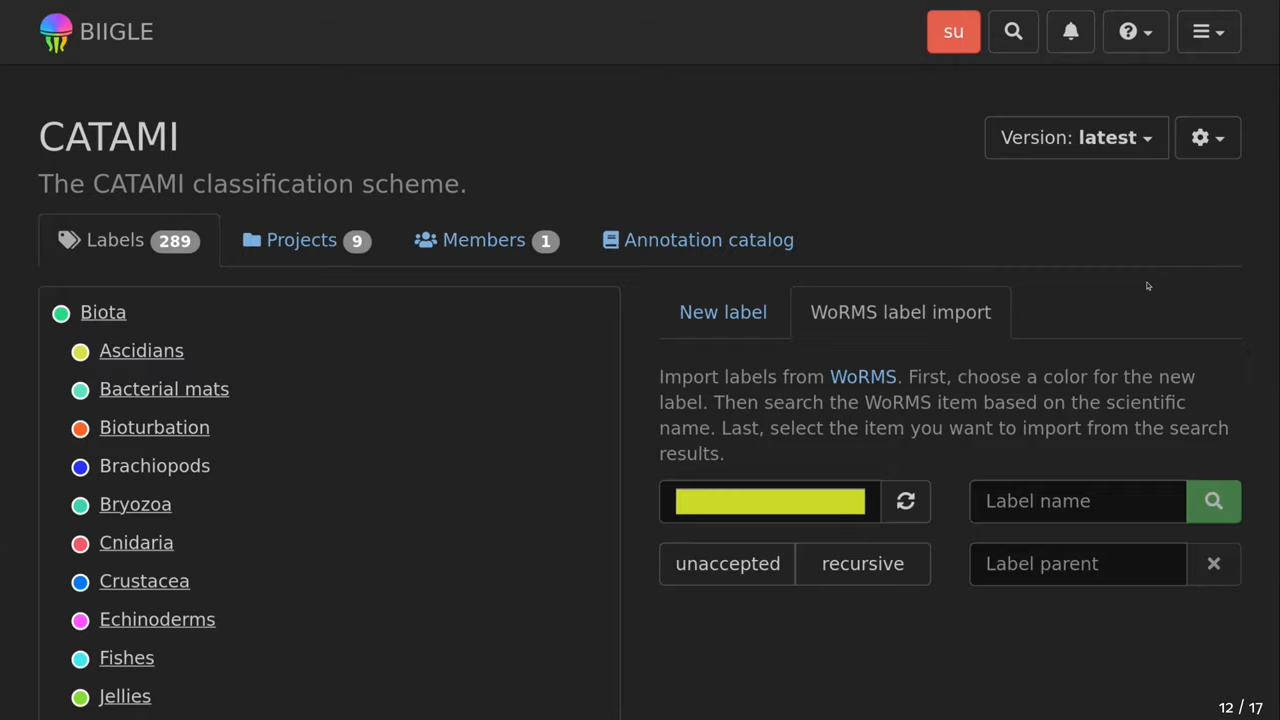 BIIGLE
su
CATAMI
Version: latest
The CATAMI classification scheme.
Labels 289
Projects 9
Members 1
Annotation catalog
Biota
Ascidians
Bacterial mats
Bioturbation
Brachiopods
Bryozoa
Cnidaria
Crustacea
Echinoderms
Fishes
Jellies
New label
WoRMS label import
Import labels from WoRMS. First, choose a color for the new
label. Then search the WoRMS item based on the scientific
name. Last, select the item you want to import from the search
results.
Label name
unaccepted
recursive
Label parent
12 / 17